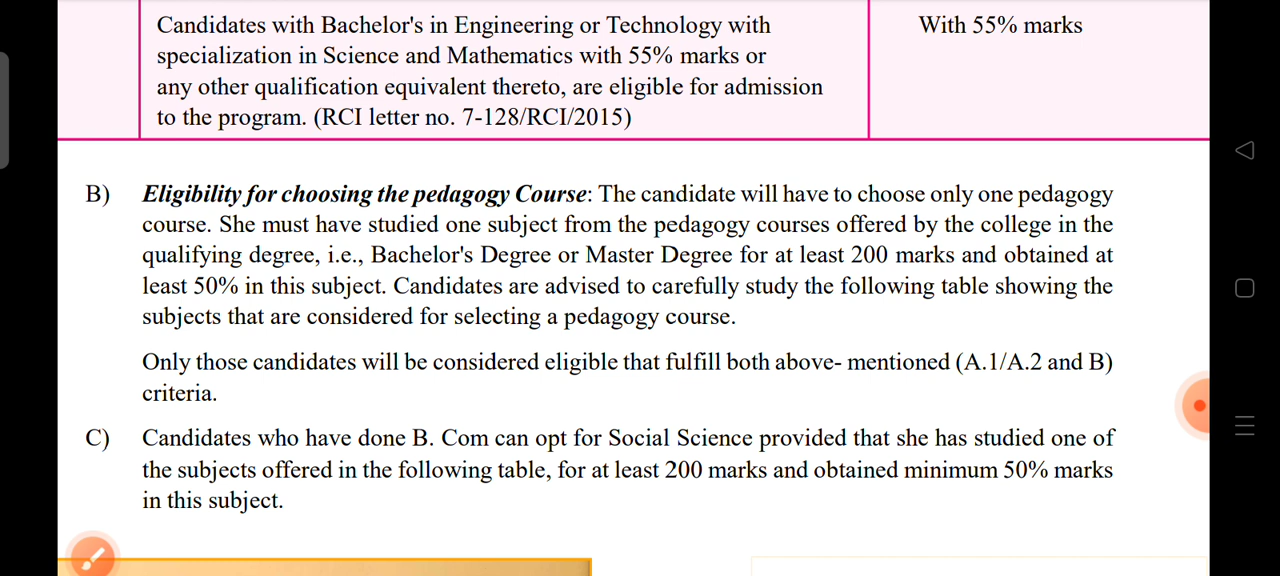 Candidates with Bachelor's in Engineering or Technology with
specialization in Science and Mathematics with 55% marks or
any other qualification equivalent thereto, are eligible for admission
to the program. (RCI letter no. 7-128/RCI/2015)
With 55% marks
B) Eligibility for choosing the pedagogy Course: The candidate will have to choose only one pedagogy
course. She must have studied one subject from the pedagogy courses offered by the college in the
qualifying degree, i.e., Bachelor's Degree or Master Degree for at least 200 marks and obtained at
least 50% in this subject. Candidates are advised to carefully study the following table showing the
subjects that are considered for selecting a pedagogy course.
Only those candidates will be considered eligible that fulfill both above- mentioned (A.1/A.2 and B)
criteria.
C) Candidates who have done B. Com can opt for Social Science provided that she has studied one of
the subjects offered in the following table, for at least 200 marks and obtained minimum 50% marks
in this subject.